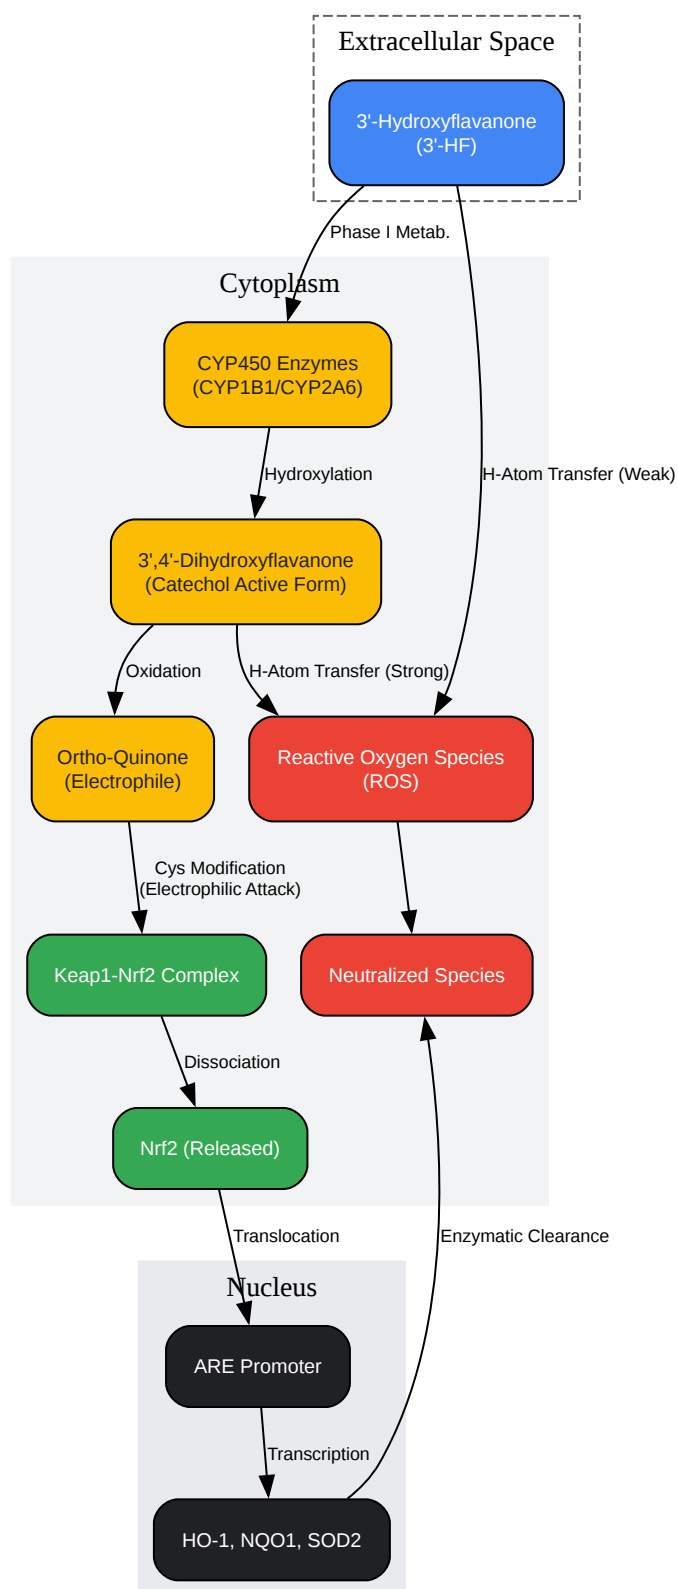 Extracellular Space
3'-Hydroxyflavanone
(3'-HF)
Phase I Metab.
Cytoplasm
CYP450 Enzymes
(CYP1B1/CYP2A6)
Hydroxylation
H-Atom Transfer (Weak)
3',4'-Dihydroxyflavanone
(Catechol Active Form)
Oxidation
H-Atom Transfer (Strong)
Ortho-Quinone
(Electrophile)
Reactive Oxygen Species
(ROS)
Cys Modification
(Electrophilic Attack)
Keap1-Nrf2 Complex
Neutralized Species
Dissociation
Nrf2 (Released)
Translocation
Enzymatic Clearance
Nucleus
ARE Promoter
Transcription
HO-1, NQO1, SOD2